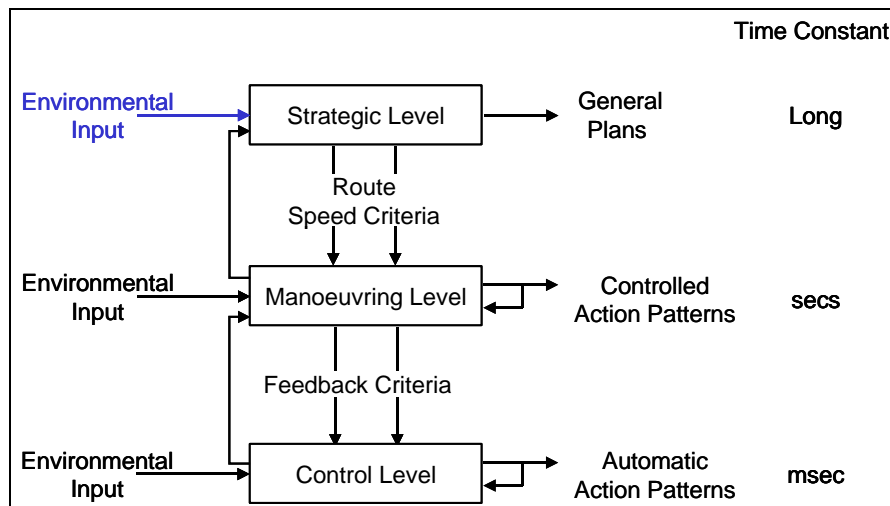 Time Constant
Environmental
Input
Strategic Level
General
Plans
Long
Route
Speed Criteria
Environmental
Input
Manoeuvring Level
Controlled
Action Patterns
secs
Feedback Criteria
Environmental
Input
Control Level
Automatic
Action Patterns
msec